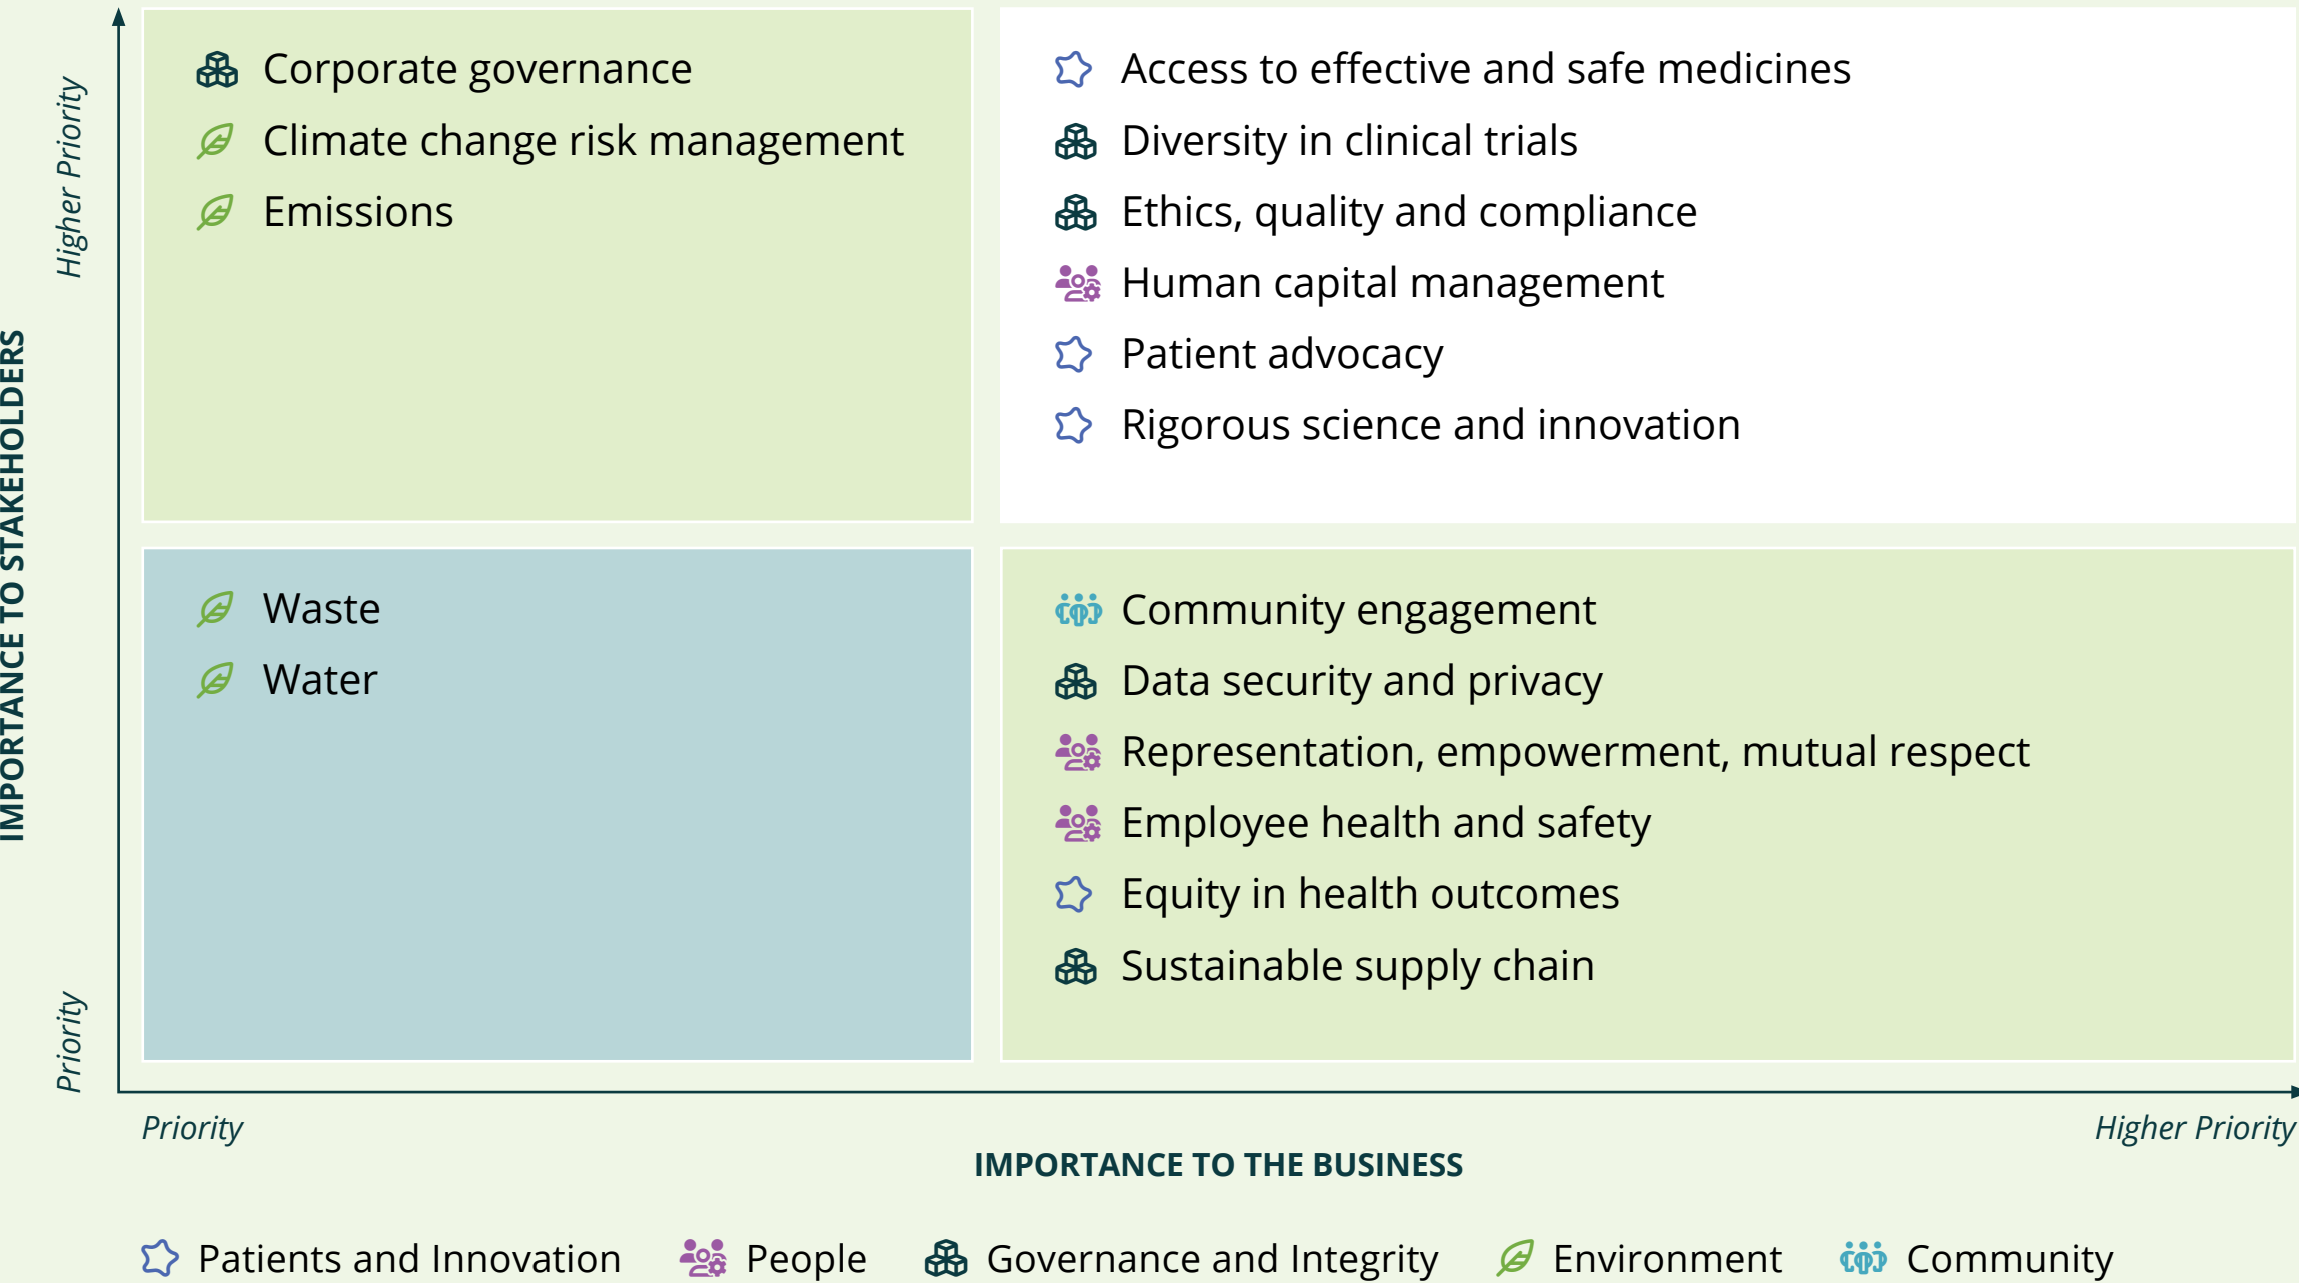 IMPORTANCE TO STAKEHOLDERS
Higher Priority
Priority
Corporate governance
Climate change risk management
Emissions
Access to effective and safe medicines
Diversity in clinical trials
Ethics, quality and compliance
Human capital management
Patient advocacy
Rigorous science and innovation
Waste
Water
Community engagement
Data security and privacy
Representation, empowerment, mutual respect
Employee health and safety
Equity in health outcomes
Sustainable supply chain
Priority
Higher Priority
IMPORTANCE TO THE BUSINESS
Patients and Innovation
People
Governance and Integrity
Environment
Community